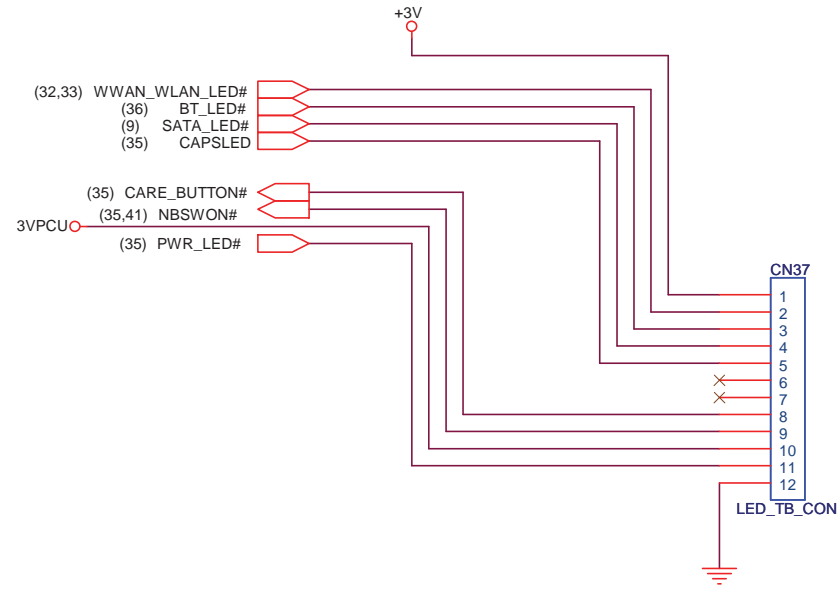 +3V
(32,33) WWAN_WLAN_LED#
(36) BT_LED#
(9) SATA_LED#
(35) CAPSLED
(35) CARE_BUTTON#
(35,41) NBSWON#
3VPCU
(35) PWR_LED#
CN37
1
2
3
4
5
6
7
8
9
10
11
12
LED_TB_CON